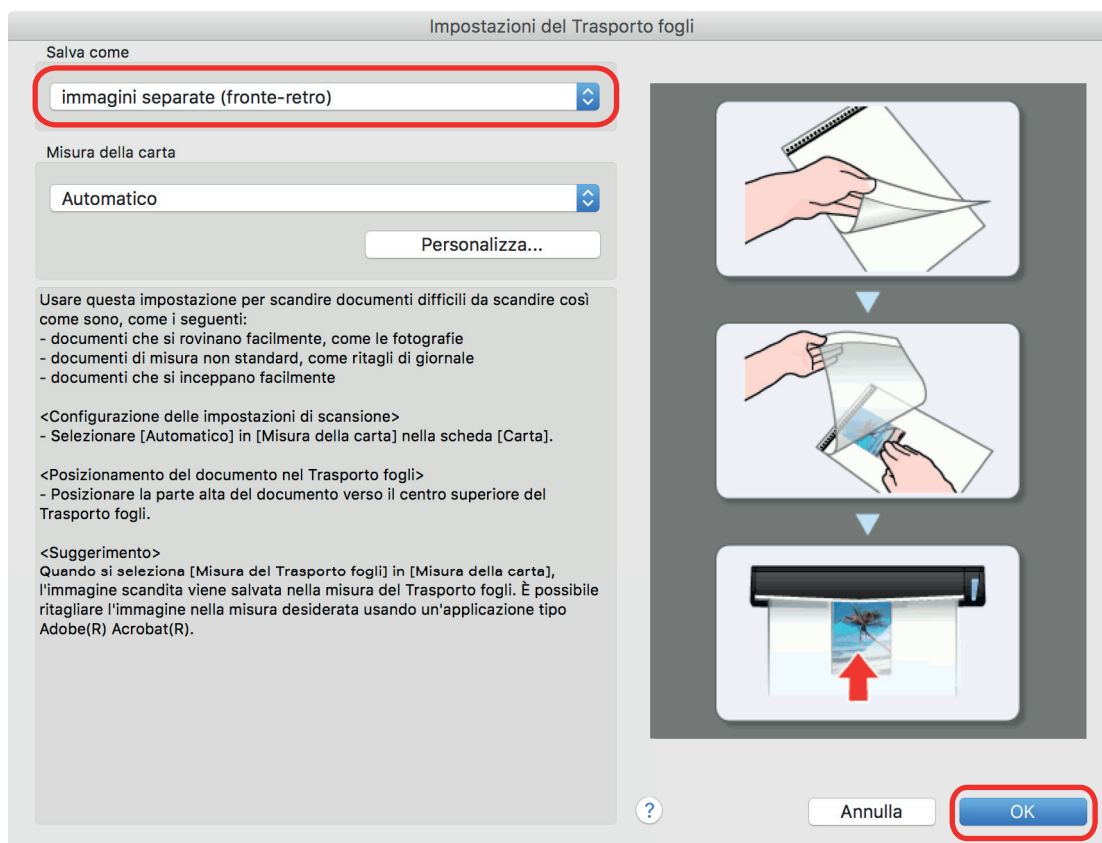 Impostazioni del Trasporto fogli
Salva come
immagini separate (fronte-retro)
Misura della carta
Automatico
Personalizza...
Usare questa impostazione per scandire documenti difficili da scandire così
come sono, come i seguenti:
- documenti che si rovinano facilmente, come le fotografie
- documenti di misura non standard, come ritagli di giornale
- documenti che si inceppano facilmente
<Configurazione delle impostazioni di scansione>
- Selezionare [Automatico] in [Misura della carta] nella scheda [Carta].
<Posizionamento del documento nel Trasporto fogli>
- Posizionare la parte alta del documento verso il centro superiore del
Trasporto fogli.
<Suggerimento>
Quando si seleziona [Misura del Trasporto fogli] in [Misura della carta],
l'immagine scandita viene salvata nella misura del Trasporto fogli. È possibile
ritagliare l'immagine nella misura desiderata usando un'applicazione tipo
Adobe(R) Acrobat(R).
?
Annulla
OK